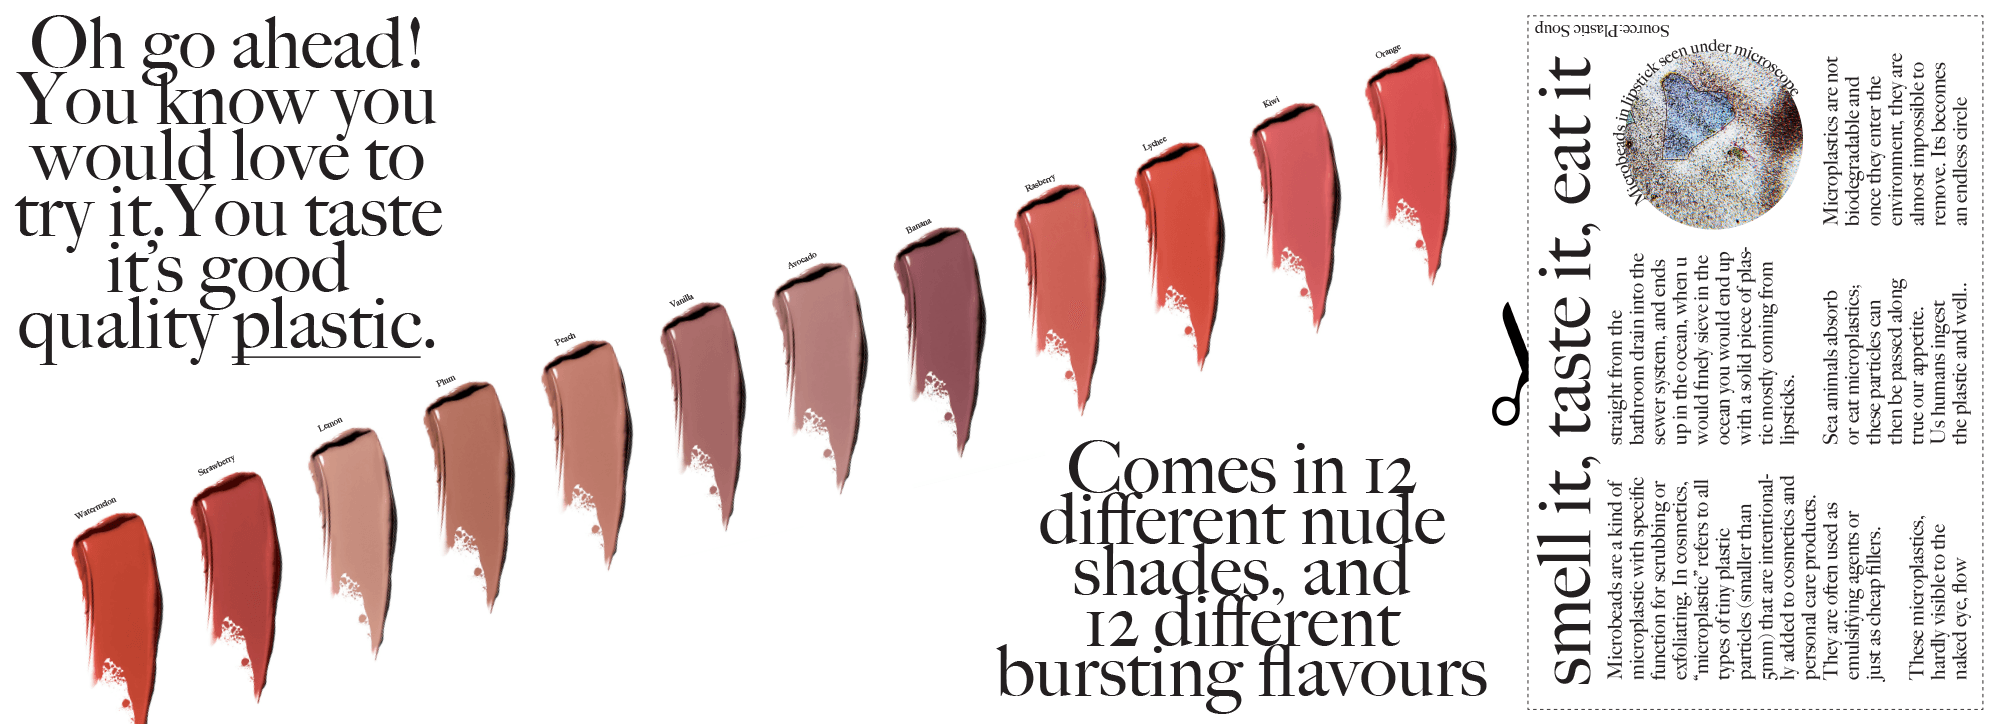 Oh go ahead!
You know you
would love to
try it.You taste
it's good
quality plastic.
Watermelon
Strawberry
Lemon
Plum
Peach
Vanilla
Avocado
Banana
Rasberry
Lychee
Kiwi
Orange
Comes in 12
different nude
shades, and
12 different
bursting flavours
smell it, taste it, eat it
Microbeads are a kind of
microplastic with specific
function for scrubbing or
exfoliating. In cosmetics,
“microplastic” refers to all
types of tiny plastic
particles (smaller than
5mm) that are intentional-
ly added to cosmetics and
personal care products.
They are often used as
emulsifying agents or
just as cheap fillers.
These microplastics,
hardly visible to the
naked eye, flow
straight from the
bathroom drain into the
sewer system, and ends
up in the ocean, when u
would finely sieve in the
ocean you would end up
with a solid piece of plas-
tic mostly coming from
lipsticks.
Sea animals absorb
or eat microplastics;
these particles can
then be passed along
true our appetite.
Us humans ingest
the plastic and well..
Microbeads in lipstick seen under microscope
Source:Plastic Soup
Microplastics are not
biodegradable and
once they enter the
environment, they are
almost impossible to
remove. Its becomes
an endless circle